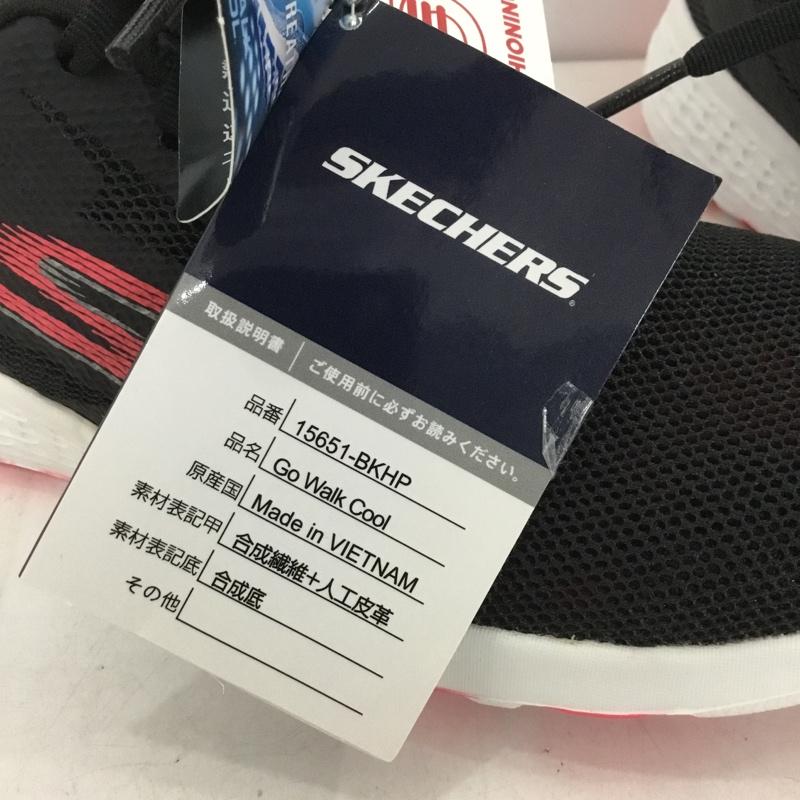 SKECHERS
取扱説明書 ご使用前に必ずお読みください。
品番 15651-BKHP
品名 Go Walk Cool
原産国 Made in VIETNAM
素材表記甲 合成繊維+人工皮革
素材表記底 合成底
その他